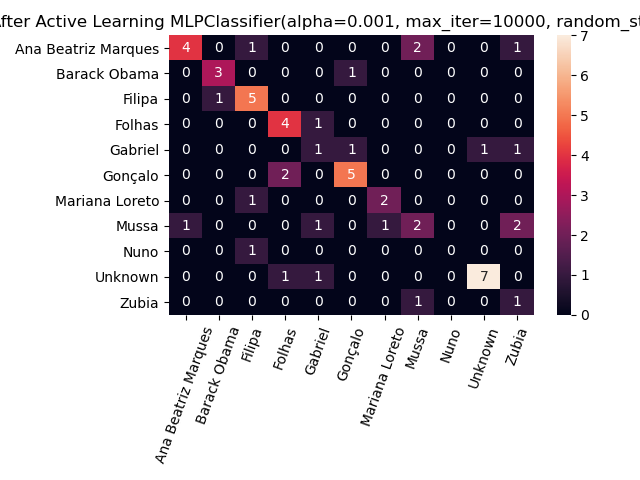 After Active Learning MLPClassifier(alpha=0.001, max_iter=10000, random_st
Ana Beatriz Marques 4 0 1 0 0 0 0 2 0 0 1
Barack Obama 0 3 0 0 0 1 0 0 0 0 0
Filipa 0 1 5 0 0 0 0 0 0 0 0
Folhas 0 0 0 4 1 0 0 0 0 0 0
Gabriel 0 0 0 0 1 1 0 0 0 1 1
Gonçalo 0 0 0 2 0 5 0 0 0 0 0
Mariana Loreto 0 0 1 0 0 0 2 0 0 0 0
Mussa 1 0 0 0 1 0 1 2 0 0 2
Nuno 0 0 1 0 0 0 0 0 0 0 0
Unknown 0 0 0 1 1 0 0 0 0 7 0
Zubia 0 0 0 0 0 0 0 1 0 0 1
Ana Beatriz Marques
Barack Obama
Filipa
Folhas
Gabriel
Gonçalo
Mariana Loreto
Mussa
Nuno
Unknown
Zubia
7
6
5
4
3
2
1
0